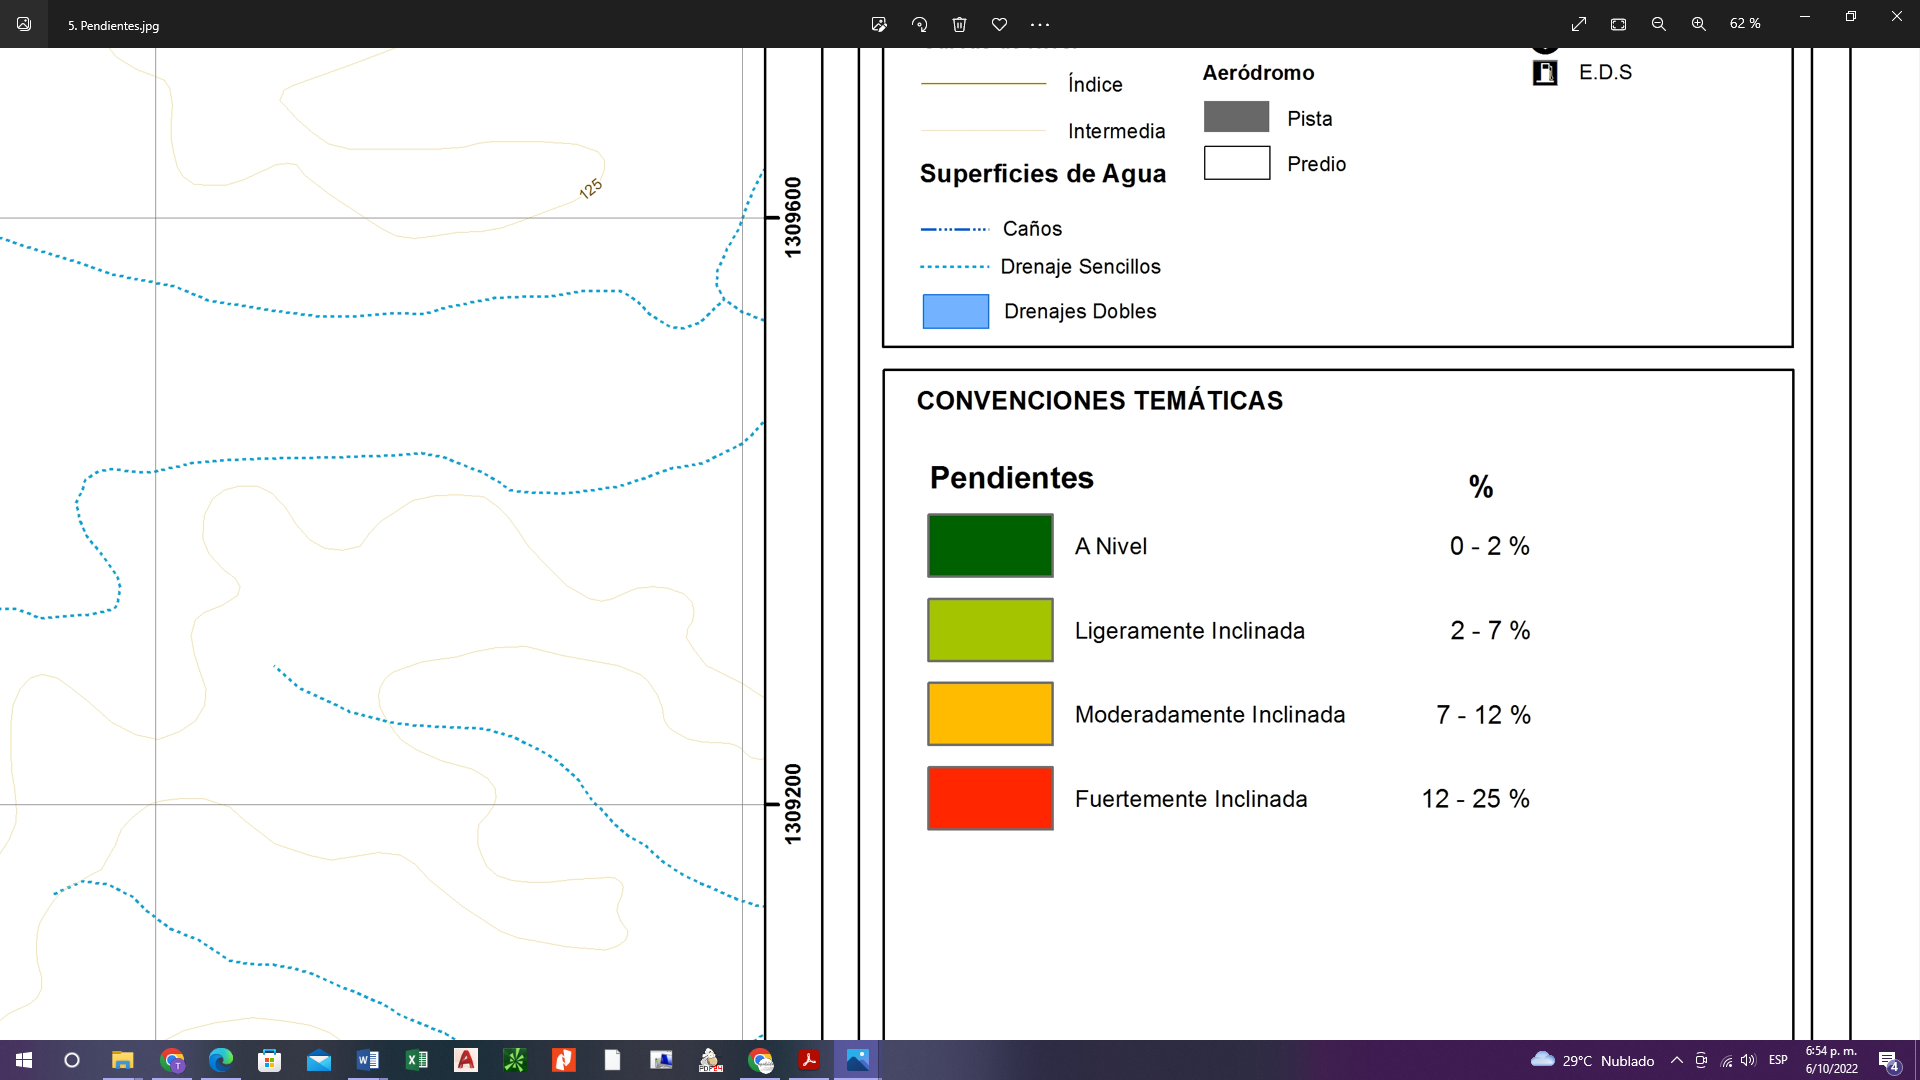 5. Pendientes.jpg
62 %
125
1309600
1309200
Índice
Intermedia
Superficies de Agua
Caños
Drenaje Sencillos
Drenajes Dobles
Aeródromo
Pista
Predio
E.D.S
CONVENCIONES TEMÁTICAS
Pendientes %
A Nivel 0 - 2 %
Ligeramente Inclinada 2 - 7 %
Moderadamente Inclinada 7 - 12 %
Fuertemente Inclinada 12 - 25 %
29°C Nublado
ESP
6:54 p. m.
6/10/2022
4